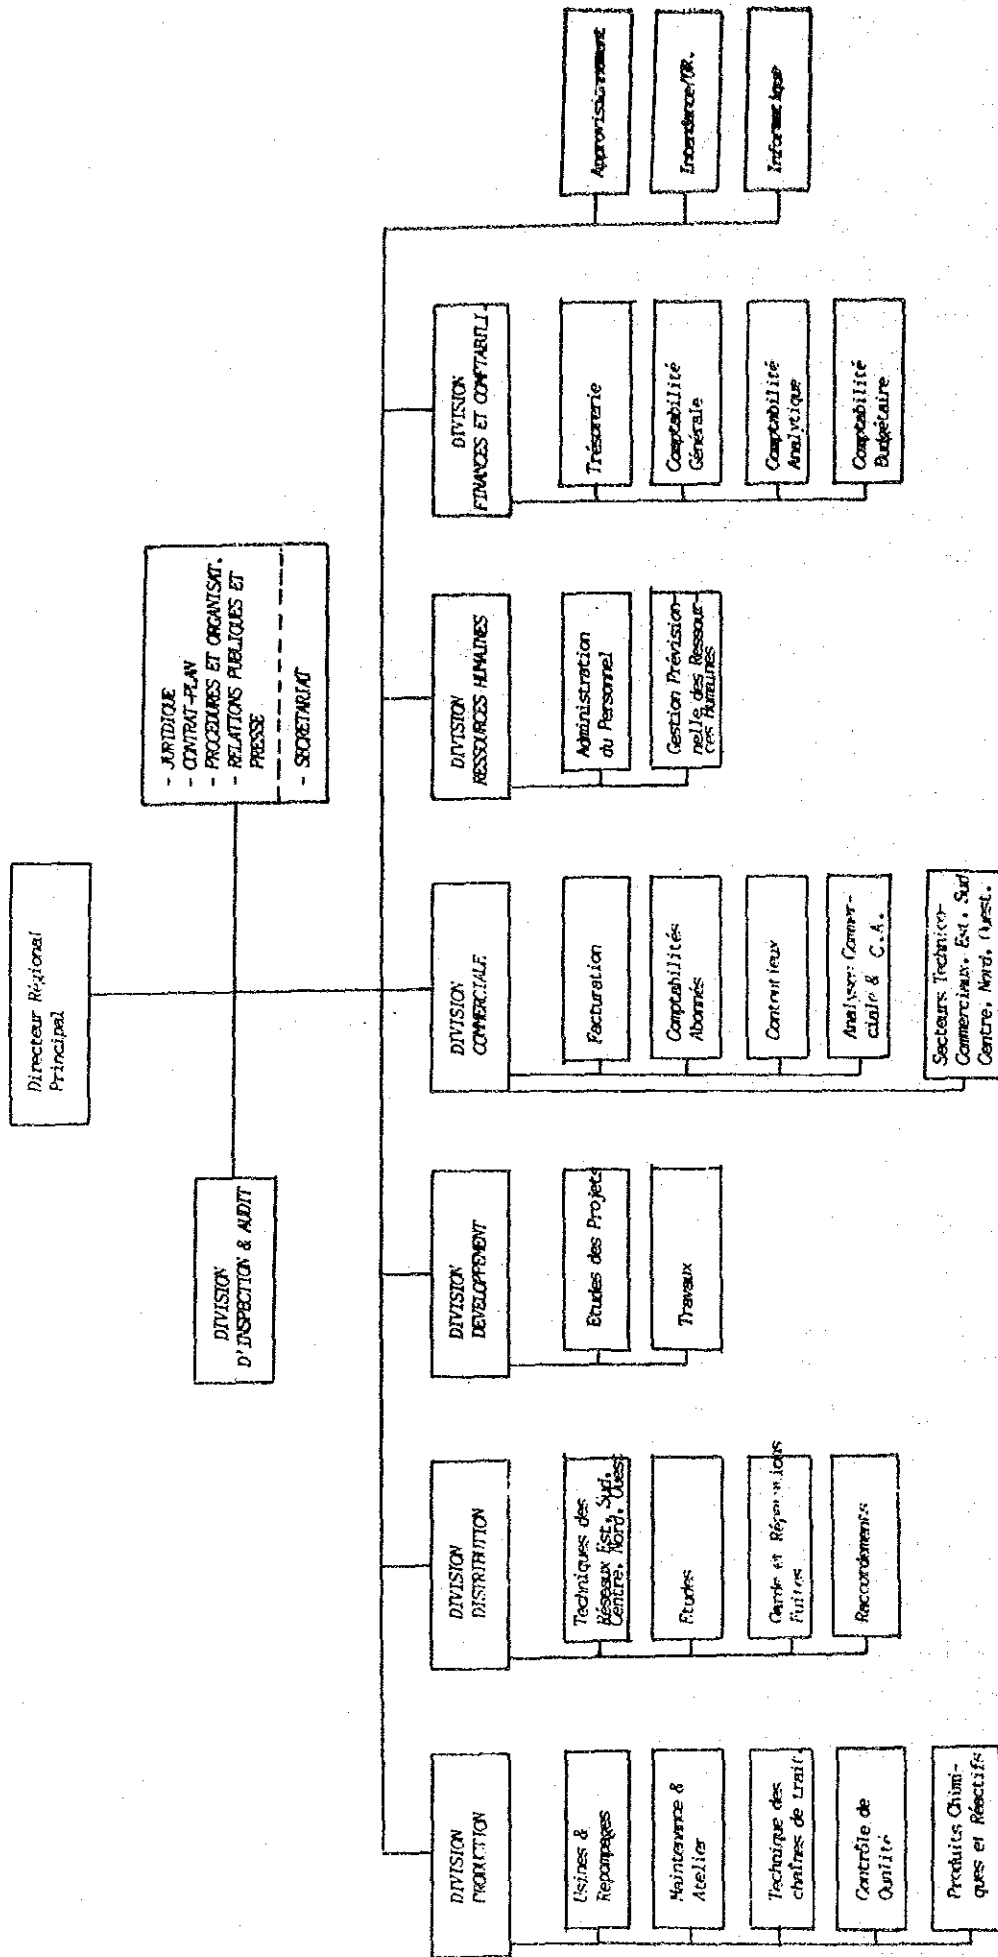 Directeur Régional
Principal
DIVISION
D'INSPECTION & AUDIT
- JURIDIQUE
- CONTRAT-PLAN
- PROCEDURES ET ORGANISAT.
- RELATIONS PUBLIQUES ET
PRESSE
- SECRETARIAT
DIVISION
PRODUCTION
Usines &
Repompages
Maintenance &
Atelier
Technique des
chaînes de trait.
Contrôle de
Qualité
Produits Chimi-
ques et Réactifs
DIVISION
DISTRIBUTION
Techniques des
Réseaux Est, Sud.
Centre, Nord, Ouest
Etudes
Garde et Réparations
Fuites
Raccordements
DIVISION
DEVELOPPEMENT
Etudes des Projets
Travaux
DIVISION
COMMERCIALE
Facturation
Comptabilités
Abonnés
Contentieux
Analyses Commer-
ciale & C.A.
Secteurs Technico-
Commerciaux. Est. Sud
Centre. Nord. Ouest.
DIVISION
RESSOURCES HUMAINES
Administration
du Personnel
Gestion Prévision-
nelle des Ressour-
ces Humaines
DIVISION
FINANCES ET COMPTABILI.
Trésorerie
Comptabilité
Générale
Comptabilité
Analytique
Comptabilité
Budgétaire
Approvisionnement
Intendance/DR.
Informatique